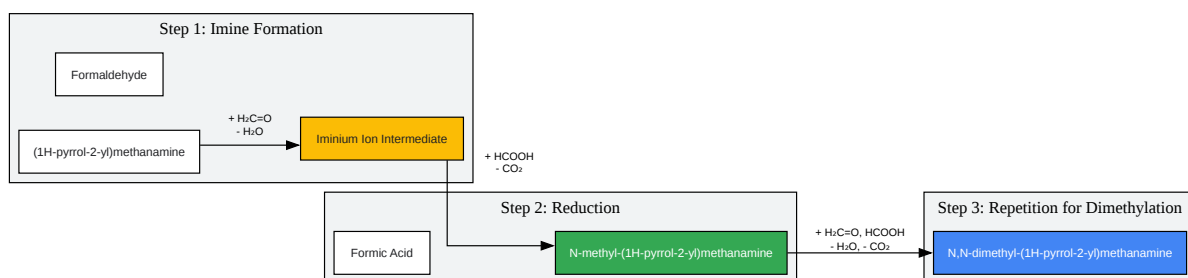 Step 1: Imine Formation
Formaldehyde
(1H-pyrrol-2-yl)methanamine
+ H₂C=O
- H₂O
Iminium Ion Intermediate
+ HCOOH
- CO₂
Step 2: Reduction
Formic Acid
N-methyl-(1H-pyrrol-2-yl)methanamine
+ H₂C=O, HCOOH
- H₂O, - CO₂
Step 3: Repetition for Dimethylation
N,N-dimethyl-(1H-pyrrol-2-yl)methanamine